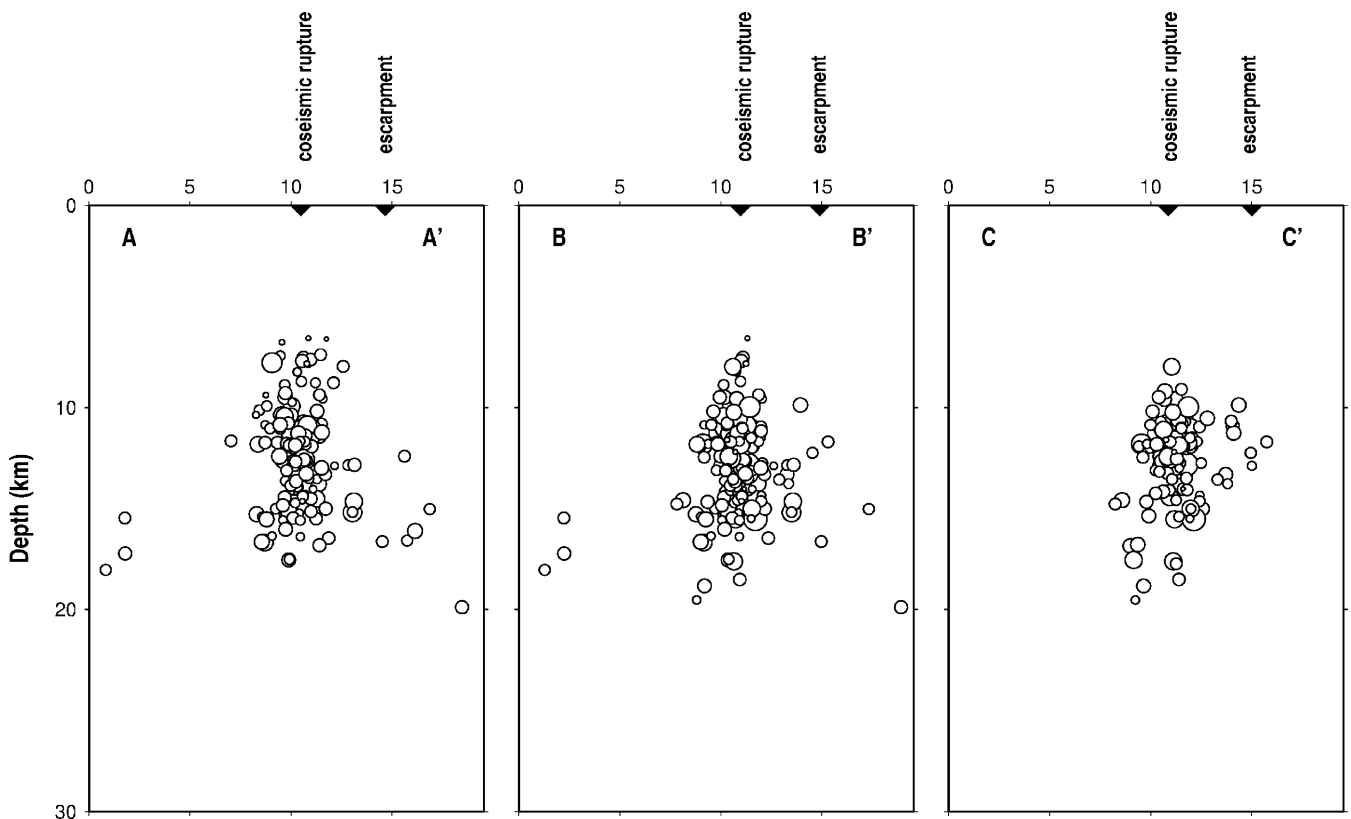 coseismic rupture
escarpment
coseismic rupture
escarpment
coseismic rupture
escarpment
0 5 10 15
0 5 10 15
0 5 10 15
0
10
20
30
Depth (km)
A A'
B B'
C C'